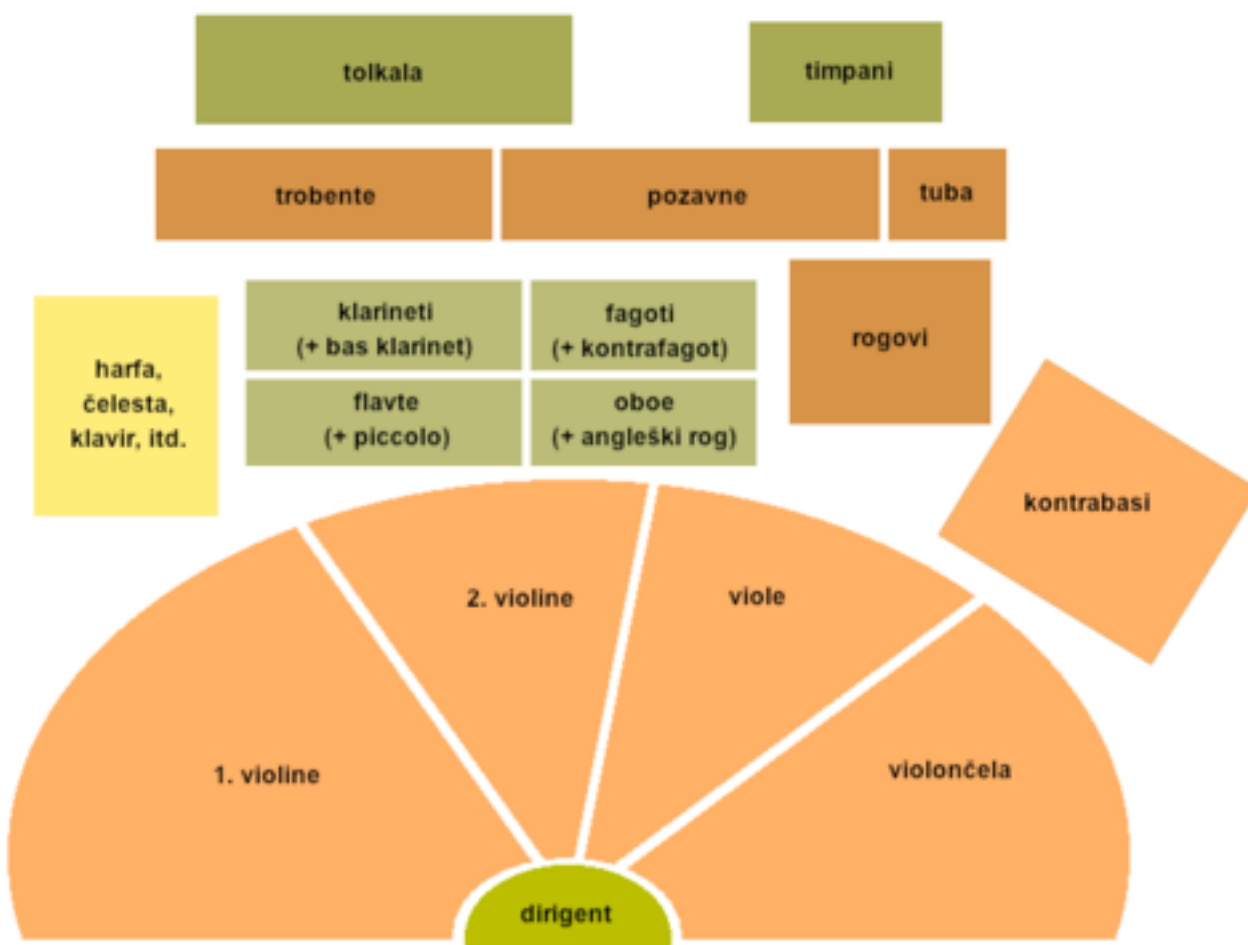 tolkala
timpani
trobente
pozavne
tuba
klarineti
(+ bas klarinet)
fagoti
(+ kontrafagot)
rogovi
harfa,
čelesta,
klavir, itd.
flavte
(+ piccolo)
oboe
(+ angleški rog)
kontrabasi
2. violine
viole
1. violine
violončela
dirigent